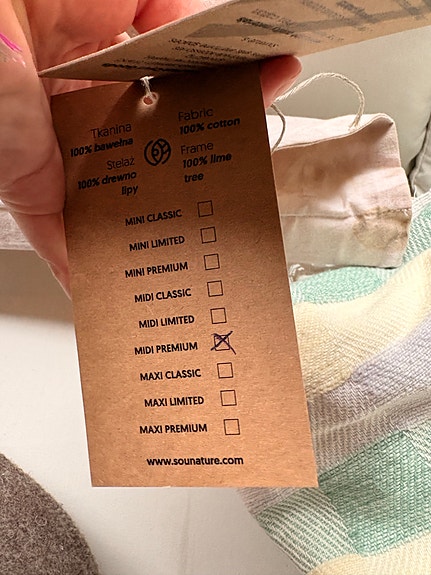 Tkanina
100% bawełna
Stelaż
100% drewno
lipy
Fabric
100% cotton
Frame
100% lime
tree
MINI CLASSIC
MINI LIMITED
MINI PREMIUM
MIDI CLASSIC
MIDI LIMITED
MIDI PREMIUM
MAXI CLASSIC
MAXI LIMITED
MAXI PREMIUM
www.sounature.com